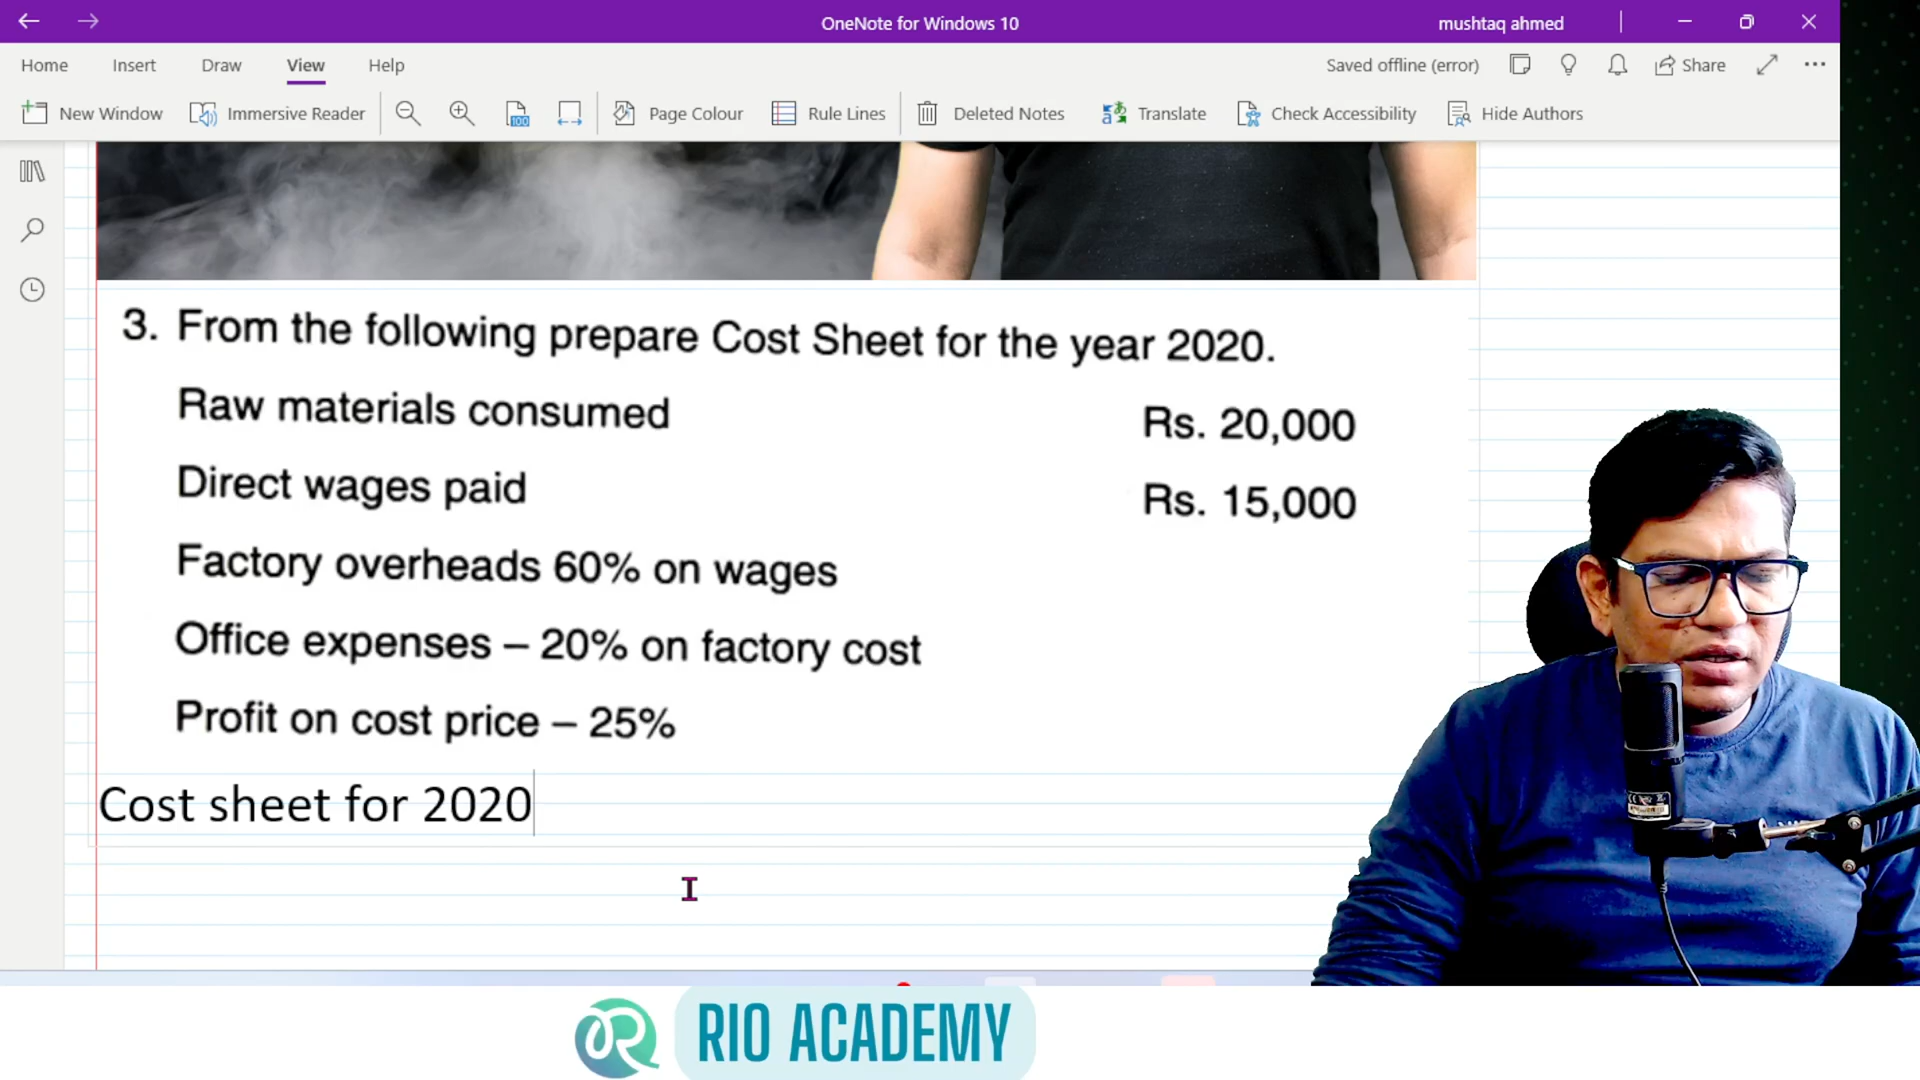 OneNote for Windows 10
mushtaq ahmed
Home Insert Draw View Help
Saved offline (error)
Share
New Window
Immersive Reader
100
Page Colour
Rule Lines
Deleted Notes
Translate
Check Accessibility
Hide Authors
3. From the following prepare Cost Sheet for the year 2020.
Raw materials consumed Rs. 20,000
Direct wages paid Rs. 15,000
Factory overheads 60% on wages
Office expenses – 20% on factory cost
Profit on cost price – 25%
Cost sheet for 2020
RIO ACADEMY